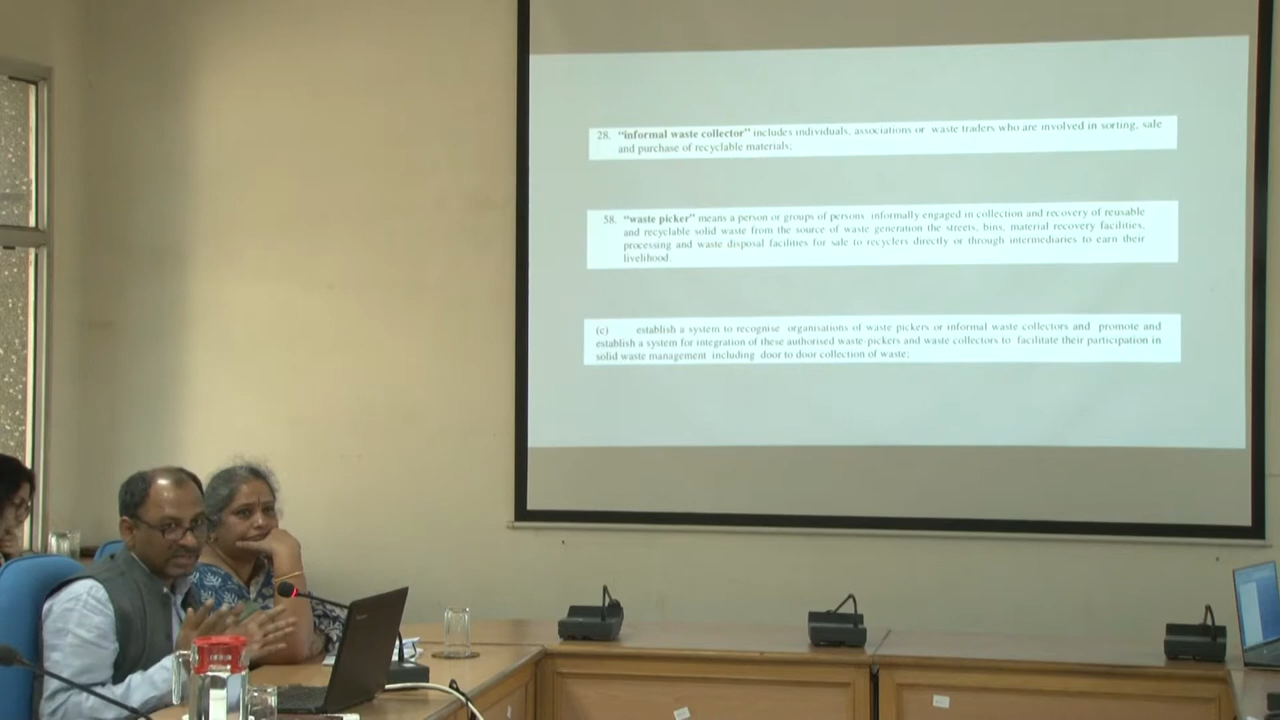 28. "informal waste collector" includes individuals, associations or waste traders who are involved in sorting, sale
and purchase of recyclable materials;
58. "waste picker" means a person or groups of persons informally engaged in collection and recovery of reusable
and recyclable solid waste from the source of waste generation the streets, bins, material recovery facilities,
processing and waste disposal facilities for sale to recyclers directly or through intermediaries to earn their
livelihood.
(c) establish a system to recognise organisations of waste pickers or informal waste collectors and promote and
establish a system for integration of these authorised waste-pickers and waste collectors to facilitate their participation in
solid waste management including door to door collection of waste;